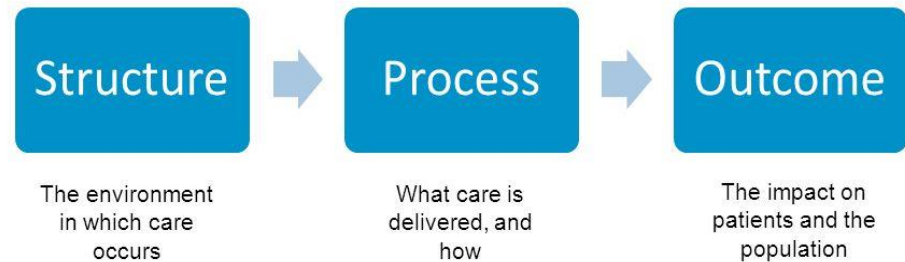 Structure
Process
Outcome
The environment
in which care
occurs
What care is
delivered, and
how
The impact on
patients and the
population